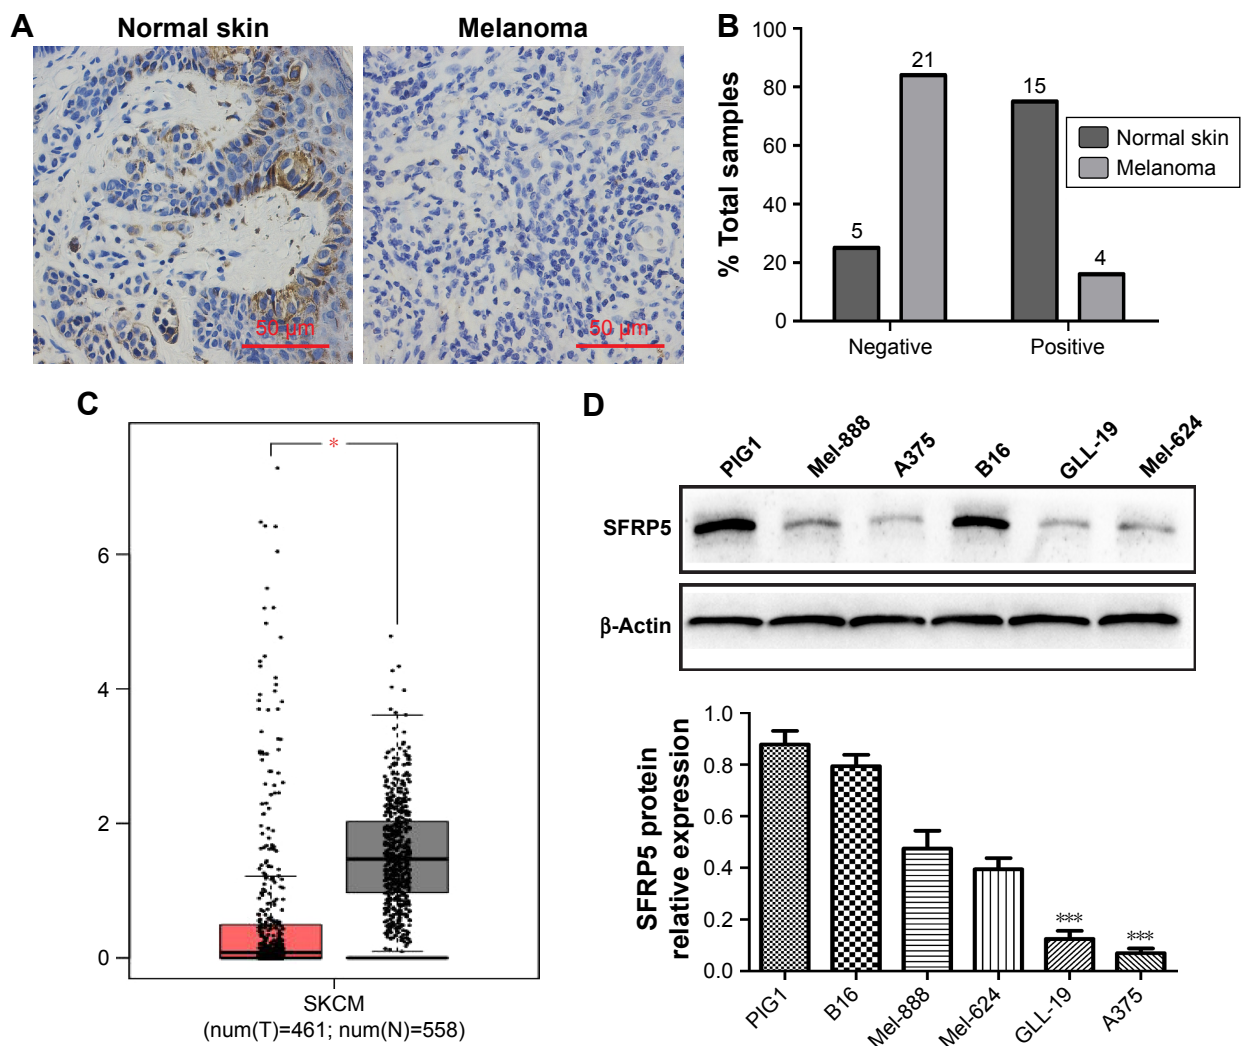 A
Normal skin
Melanoma
50 µm
50 µm
B
% Total samples
100
80
60
40
20
0
5
21
15
4
Negative
Positive
Normal skin
Melanoma
C
*
6
4
2
0
SKCM
(num(T)=461; num(N)=558)
D
PIG1
Mel-888
A375
B16
GLL-19
Mel-624
SFRP5
β-Actin
SFRP5 protein
relative expression
1.0
0.8
0.6
0.4
0.2
0.0
***
***
PIG1
B16
Mel-888
Mel-624
GLL-19
A375